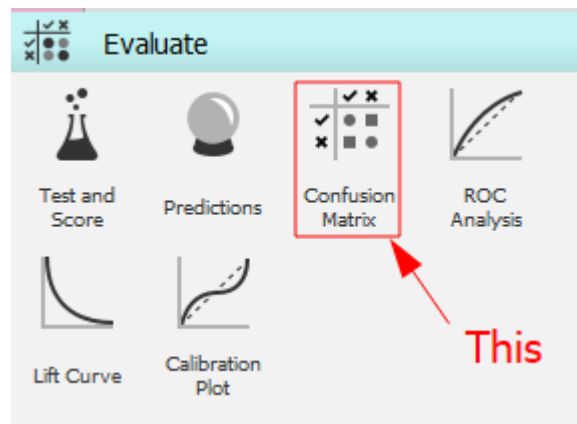 Evaluate
Test and
Score
Predictions
Confusion
Matrix
ROC
Analysis
Lift Curve
Calibration
Plot
This